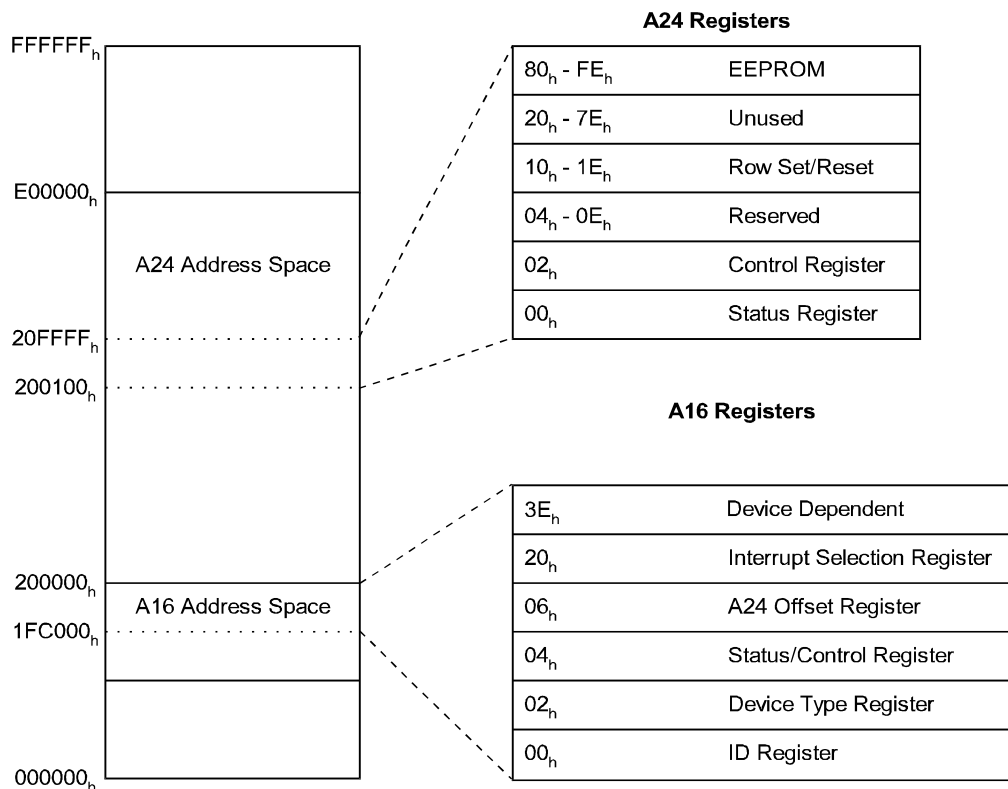 A24 Registers
FFFFFFh
80h - FEh EEPROM
20h - 7Eh Unused
10h - 1Eh Row Set/Reset
E00000h
04h - 0Eh Reserved
A24 Address Space
02h Control Register
00h Status Register
20FFFFh
200100h
A16 Registers
3Eh Device Dependent
20h Interrupt Selection Register
200000h
A16 Address Space
06h A24 Offset Register
1FC000h
04h Status/Control Register
02h Device Type Register
00h ID Register
000000h